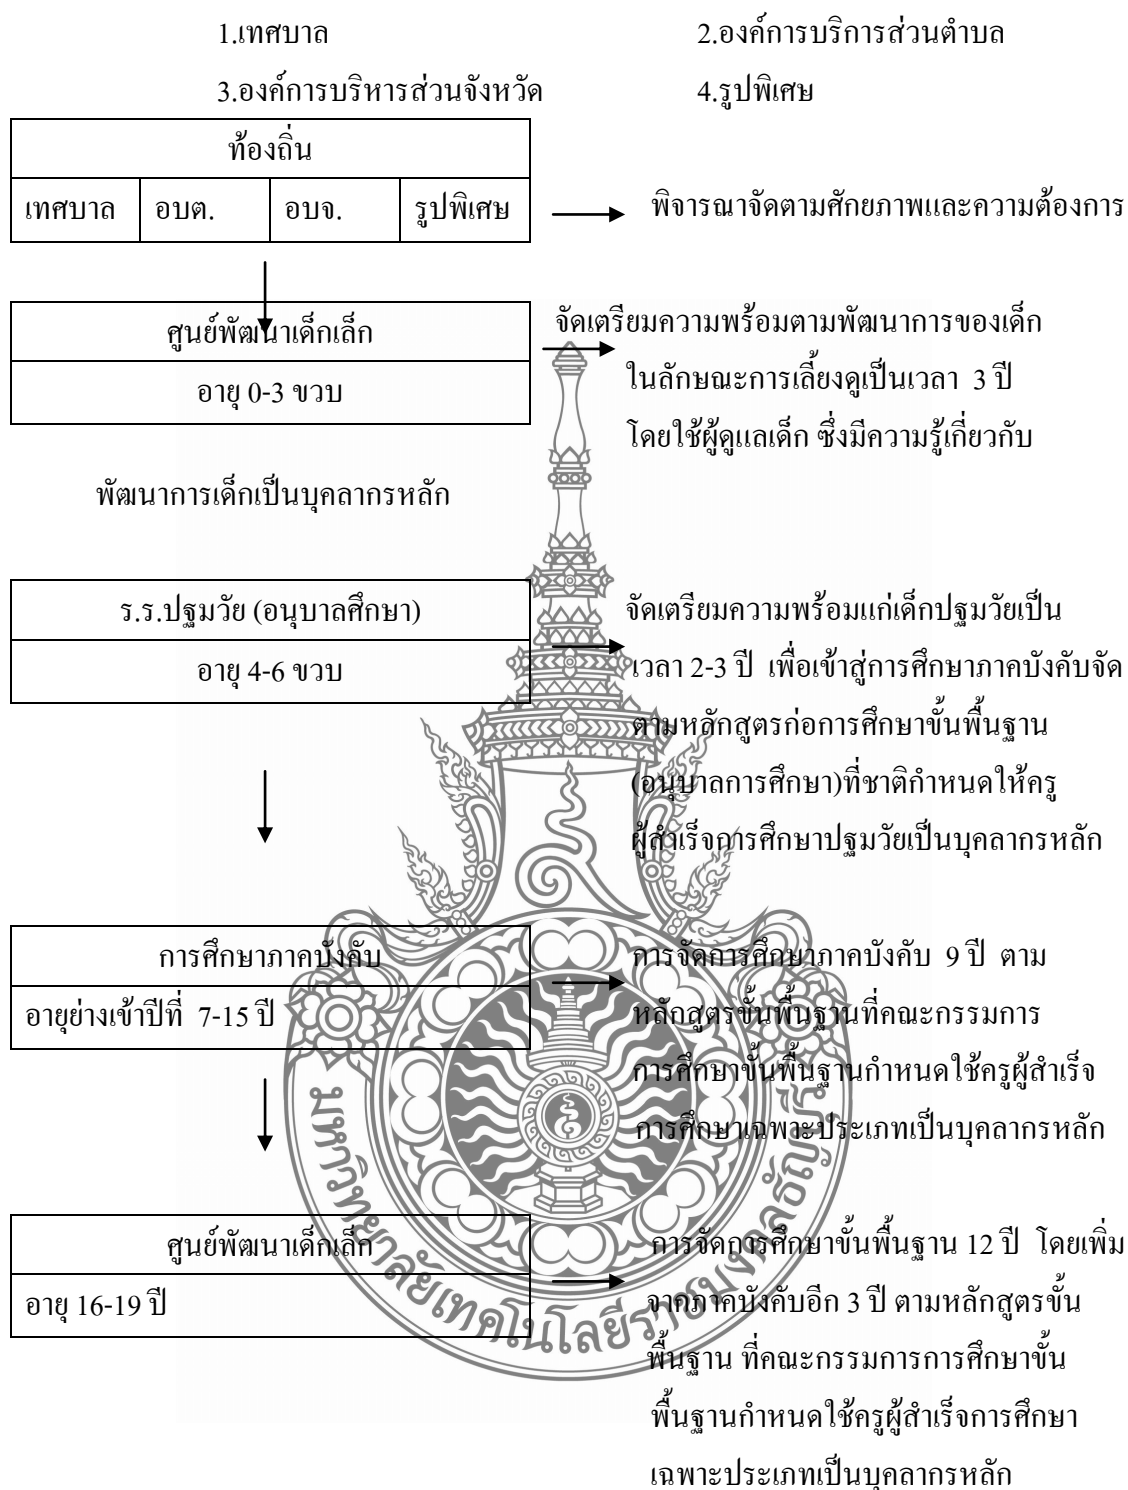 1.เทศบาล 2.องค์การบริการส่วนตำบล
3.องค์การบริหารส่วนจังหวัด 4.รูปพิเศษ
ท้องถิ่น
เทศบาล อบต. อบจ. รูปพิเศษ
พิจารณาจัดตามศักยภาพและความต้องการ
ศูนย์พัฒนาเด็กเล็ก
อายุ 0-3 ขวบ
จัดเตรียมความพร้อมตามพัฒนาการของเด็ก
ในลักษณะการเลี้ยงดูเป็นเวลา 3 ปี
โดยใช้ผู้ดูแลเด็ก ซึ่งมีความรู้เกี่ยวกับ
พัฒนาการเด็กเป็นบุคลากรหลัก
ร.ร.ปฐมวัย (อนุบาลศึกษา)
อายุ 4-6 ขวบ
จัดเตรียมความพร้อมแก่เด็กปฐมวัยเป็น
เวลา 2-3 ปี เพื่อเข้าสู่การศึกษาภาคบังคับจัด
ตามหลักสูตรก่อการศึกษาขั้นพื้นฐาน
(อนุบาลการศึกษา)ที่ชาติกำหนดให้ครู
ผู้สำเร็จการศึกษาปฐมวัยเป็นบุคลากรหลัก
การศึกษาภาคบังคับ
อายุย่างเข้าปีที่ 7-15 ปี
การจัดการศึกษาภาคบังคับ 9 ปี ตาม
หลักสูตรขั้นพื้นฐานที่คณะกรรมการ
การศึกษาขั้นพื้นฐานกำหนดใช้ครูผู้สำเร็จ
การศึกษาเฉพาะประเภทเป็นบุคลากรหลัก
ศูนย์พัฒนาเด็กเล็ก
อายุ 16-19 ปี
การจัดการศึกษาขั้นพื้นฐาน 12 ปี โดยเพิ่ม
จากภาคบังคับอีก 3 ปี ตามหลักสูตรขั้น
พื้นฐาน ที่คณะกรรมการการศึกษาขั้น
พื้นฐานกำหนดใช้ครูผู้สำเร็จการศึกษา
เฉพาะประเภทเป็นบุคลากรหลัก
มหาวิทยาลัยเทคโนโลยีราชมงคลธัญบุรี